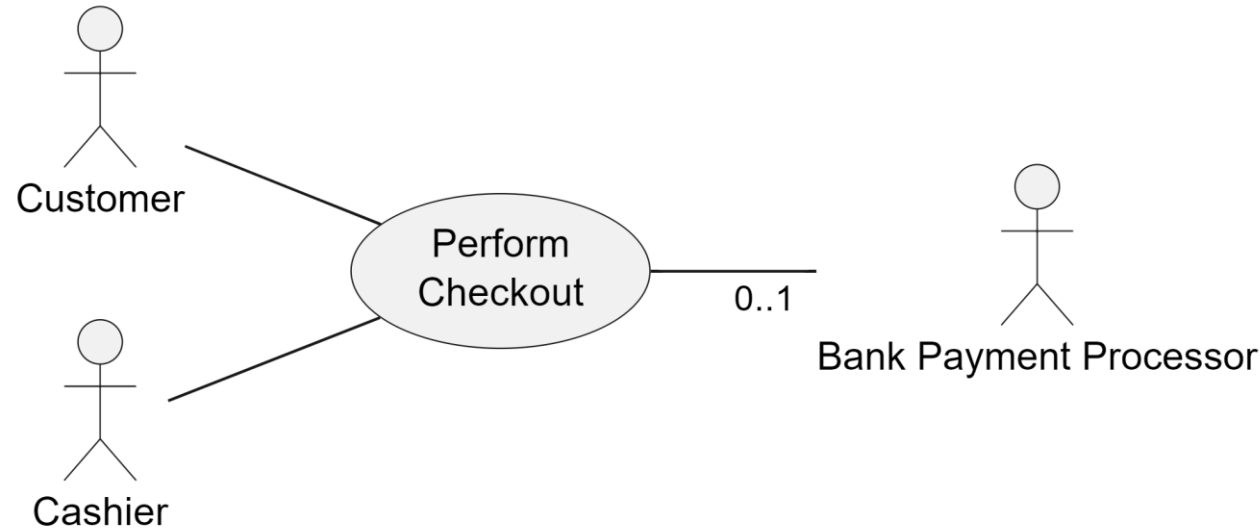 Customer
Perform
Checkout
0..1
Bank Payment Processor
Cashier